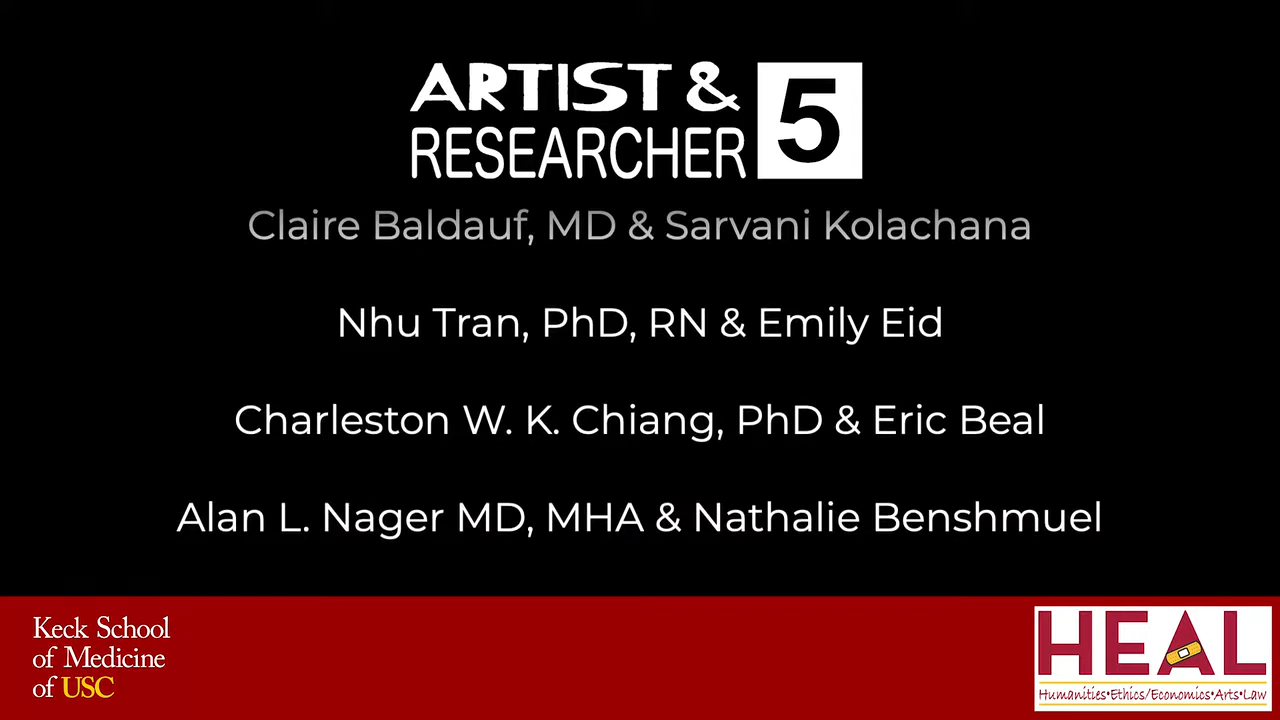 ARTIST &
RESEARCHER 5
Claire Baldauf, MD & Sarvani Kolachana
Nhu Tran, PhD, RN & Emily Eid
Charleston W. K. Chiang, PhD & Eric Beal
Alan L. Nager MD, MHA & Nathalie Benshmuel
Keck School
of Medicine
of USC
HEAL
Humanities•Ethics/Economics•Arts•Law